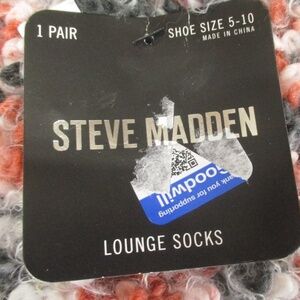 1 PAIR
SHOE SIZE 5-10
MADE IN CHINA
STEVE MADDEN
Goodwill
thank you for supporting
LOUNGE SOCKS